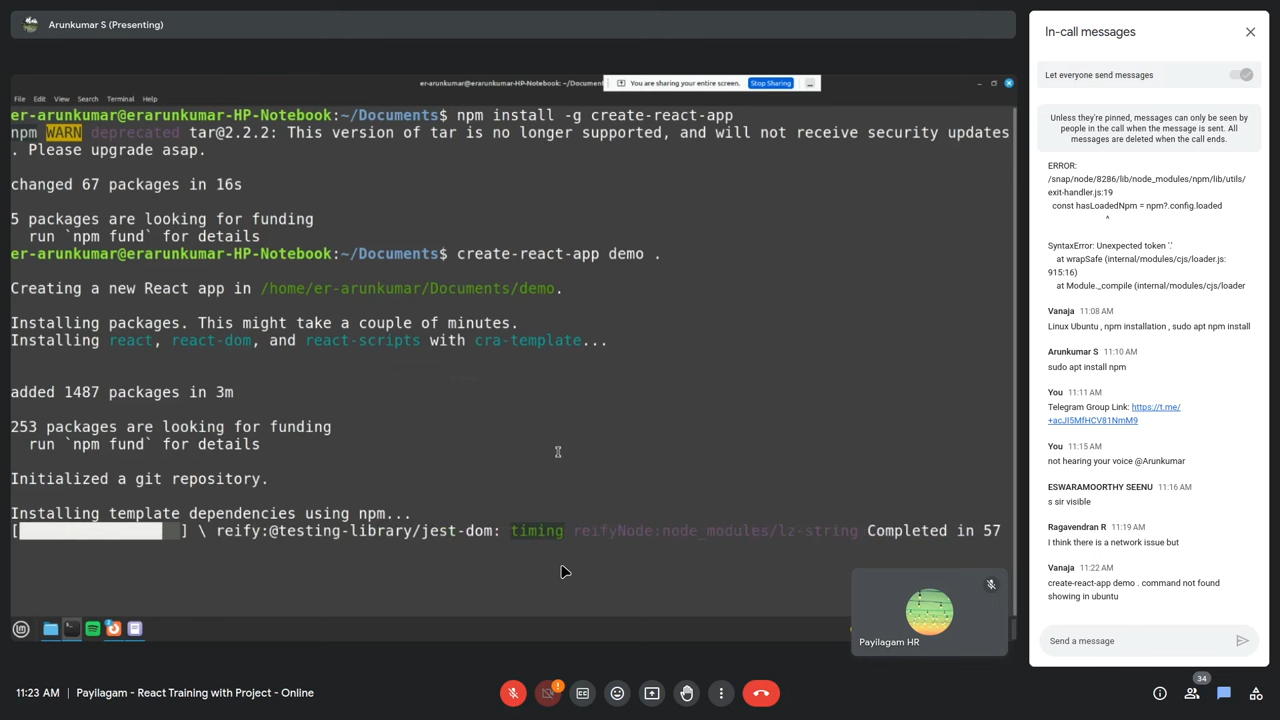 Arunkumar S (Presenting)
er-arunkumar@erarunkumar-HP-Notebook: ~/Documen
You are sharing your entire screen.
Stop Sharing
File Edit View Search Terminal Help
er-arunkumar@erarunkumar-HP-Notebook:~/Documents$ npm install -g create-react-app
npm WARN deprecated tar@2.2.2: This version of tar is no longer supported, and will not receive security updates
. Please upgrade asap.
changed 67 packages in 16s
5 packages are looking for funding
run `npm fund` for details
er-arunkumar@erarunkumar-HP-Notebook:~/Documents$ create-react-app demo .
Creating a new React app in /home/er-arunkumar/Documents/demo.
Installing packages. This might take a couple of minutes.
Installing react, react-dom, and react-scripts with cra-template...
added 1487 packages in 3m
253 packages are looking for funding
run `npm fund` for details
Initialized a git repository.
Installing template dependencies using npm...
[ ] \ reify:@testing-library/jest-dom: timing reifyNode:node_modules/lz-string Completed in 57
Payilagam HR
11:23 AM | Payilagam - React Training with Project - Online
In-call messages
Let everyone send messages
Unless they're pinned, messages can only be seen by
people in the call when the message is sent. All
messages are deleted when the call ends.
ERROR:
/snap/node/8286/lib/node_modules/npm/lib/utils/
exit-handler.js:19
const hasLoadedNpm = npm?.config.loaded
^
SyntaxError: Unexpected token '.'
at wrapSafe (internal/modules/cjs/loader.js:
915:16)
at Module._compile (internal/modules/cjs/loader
Vanaja 11:08 AM
Linux Ubuntu , npm installation , sudo apt npm install
Arunkumar S 11:10 AM
sudo apt install npm
You 11:11 AM
Telegram Group Link: https://t.me/
+acJI5MfHCV81NmM9
You 11:15 AM
not hearing your voice @Arunkumar
ESWARAMOORTHY SEENU 11:16 AM
s sir visible
Ragavendran R 11:19 AM
I think there is a network issue but
Vanaja 11:22 AM
create-react-app demo . command not found
showing in ubuntu
Send a message
34